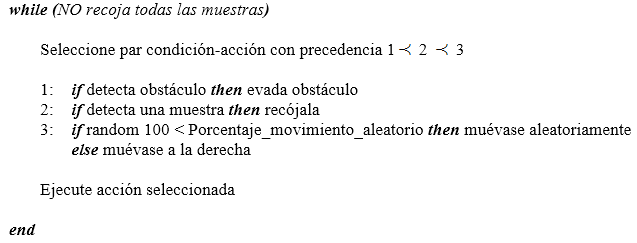 while (NO recoja todas las muestras)
Seleccione par condición-acción con precedencia 1 ≺ 2 ≺ 3
1: if detecta obstáculo then evada obstáculo
2: if detecta una muestra then recójala
3: if random 100 < Porcentaje_movimiento_aleatorio then muévase aleatoriamente
else muévase a la derecha
Ejecute acción seleccionada
end